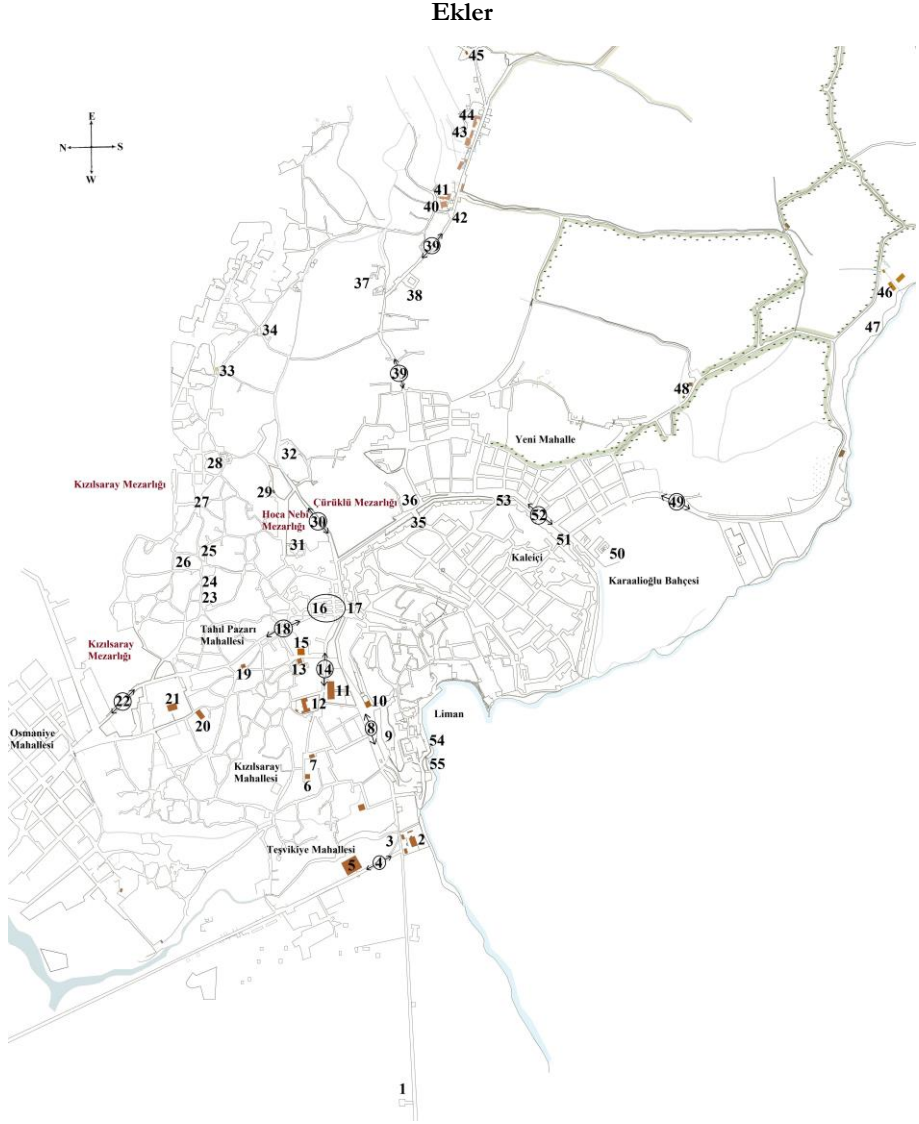 Ekler
45
E
N
S
W
44
43
41
40
42
39
37
38
46
47
34
33
39
48
Yeni Mahalle
32
28
Kızılsaray Mezarlığı
29
27
Çürüklü Mezarlığı
36
53
49
Hoca Nebi
Mezarlığı
30
52
35
51
31
25
26
50
Kaleiçi
24
Karaalioğlu Bahçesi
23
16
17
Tahıl Pazarı
Mahallesi
18
Kızılsaray
Mezarlığı
15
13
14
19
22
21
11
12
10
20
Liman
8
9
Osmaniye
Mahallesi
54
7
55
Kızılsaray
Mahallesi
6
3
2
Teşvikiye Mahallesi
5
4
1